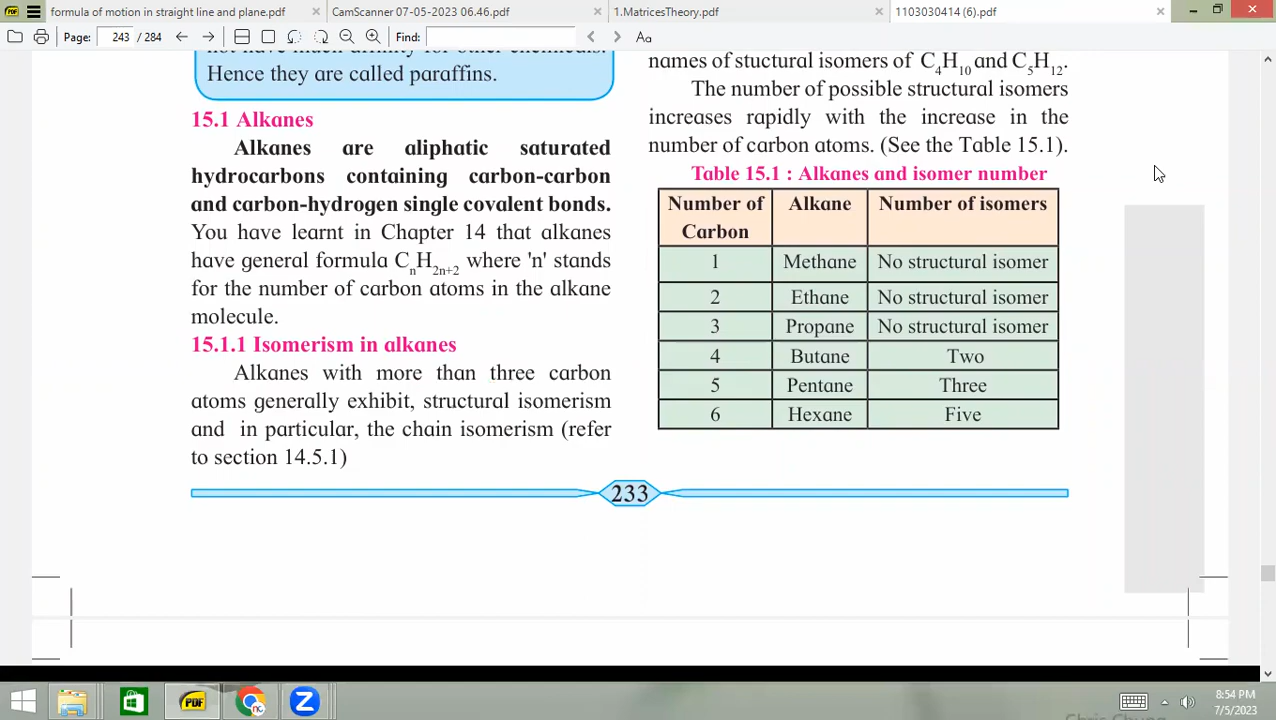 formula of motion in straight line and plane.pdf
CamScanner 07-05-2023 06.46.pdf
1.MatricesTheory.pdf
1103030414 (6).pdf
Page: 243 / 284
Find:
Aa
Hence they are called paraffins.
15.1 Alkanes
Alkanes are aliphatic saturated
hydrocarbons containing carbon-carbon
and carbon-hydrogen single covalent bonds.
You have learnt in Chapter 14 that alkanes
have general formula CₙH₂ₙ₊₂ where 'n' stands
for the number of carbon atoms in the alkane
molecule.
15.1.1 Isomerism in alkanes
Alkanes with more than three carbon
atoms generally exhibit, structural isomerism
and in particular, the chain isomerism (refer
to section 14.5.1)
names of stuctural isomers of C₄H₁₀ and C₅H₁₂.
The number of possible structural isomers
increases rapidly with the increase in the
number of carbon atoms. (See the Table 15.1).
Table 15.1 : Alkanes and isomer number
Number of Carbon Alkane Number of isomers
1 Methane No structural isomer
2 Ethane No structural isomer
3 Propane No structural isomer
4 Butane Two
5 Pentane Three
6 Hexane Five
233
8:54 PM
7/5/2023